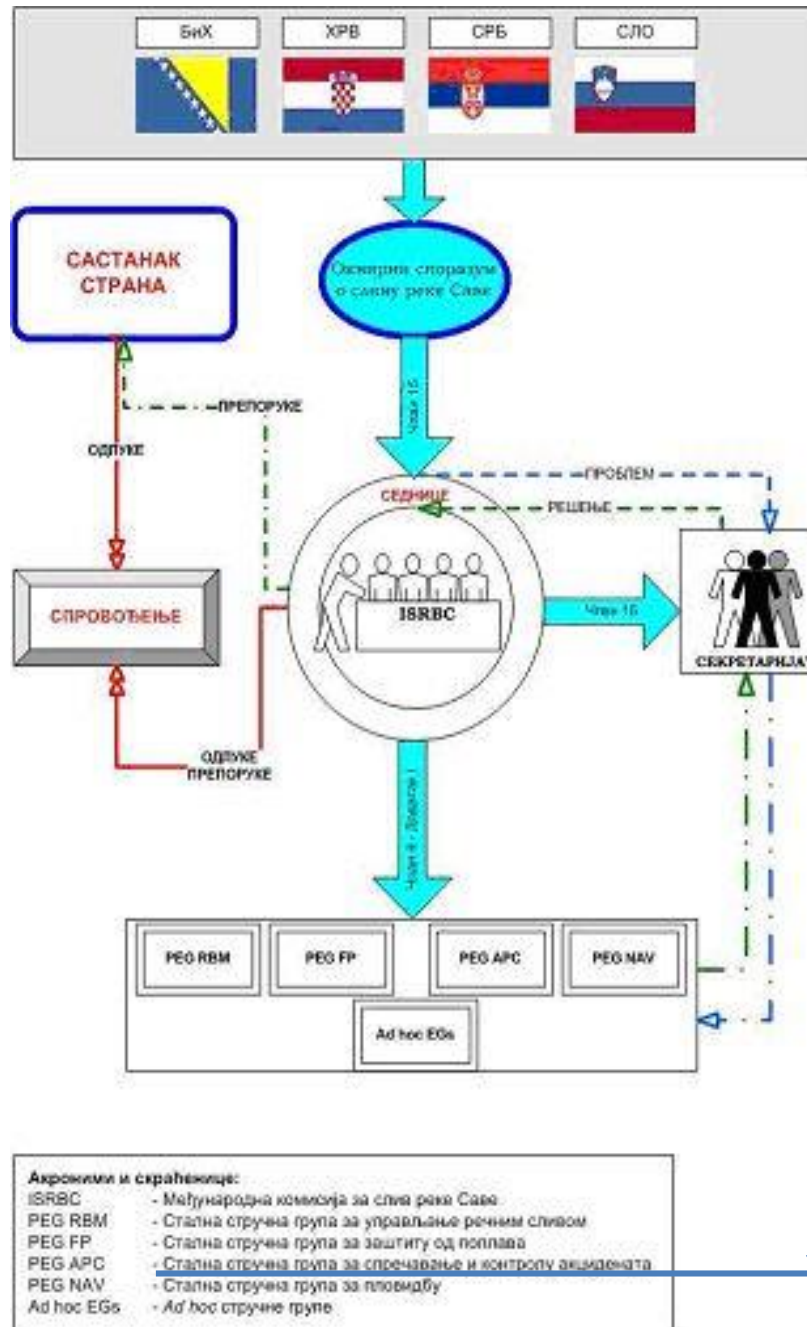 БиХ
ХРВ
СРБ
СЛО
САСТАНАК
СТРАНА
Оквирни споразум
о сливу реке Саве
ПРЕПОРУКЕ
ОДЛУКЕ
Члан 15
ПРОБЛЕМ
СЕДНИЦЕ
РЕШЕЊЕ
СПРОВОЂЕЊЕ
ISRBC
СЕКРЕТАРИЈАТ
ОДЛУКЕ
ПРЕПОРУКЕ
PEG RBM
PEG FP
PEG APC
PEG NAV
Ad hoc EGs
Акроними и скраћенице:
ISRBC - Међународна комисија за слив реке Саве
PEG RBM - Стална стручна група за управљање речним сливом
PEG FP - Стална стручна група за заштиту од поплава
PEG APC - Стална стручна група за спречавање и контролу акцидената
PEG NAV - Стална стручна група за пловидбу
Ad hoc EGs - Ad hoc стручне групе